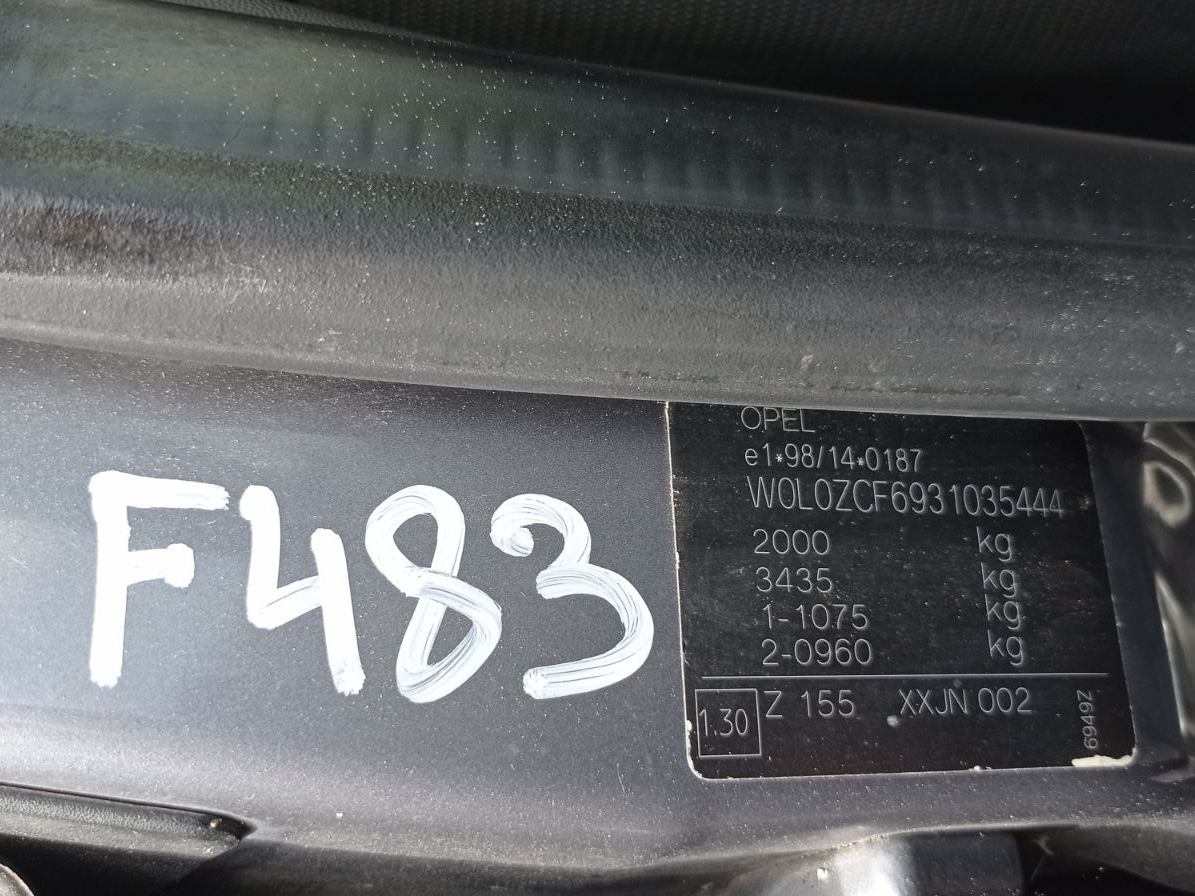 F483
OPEL
e1*98/14*0187
W0L0ZCF6931035444
2000 kg
3435 kg
1-1075 kg
2-0960 kg
1.30 Z 155 XXJN 002
6949Z